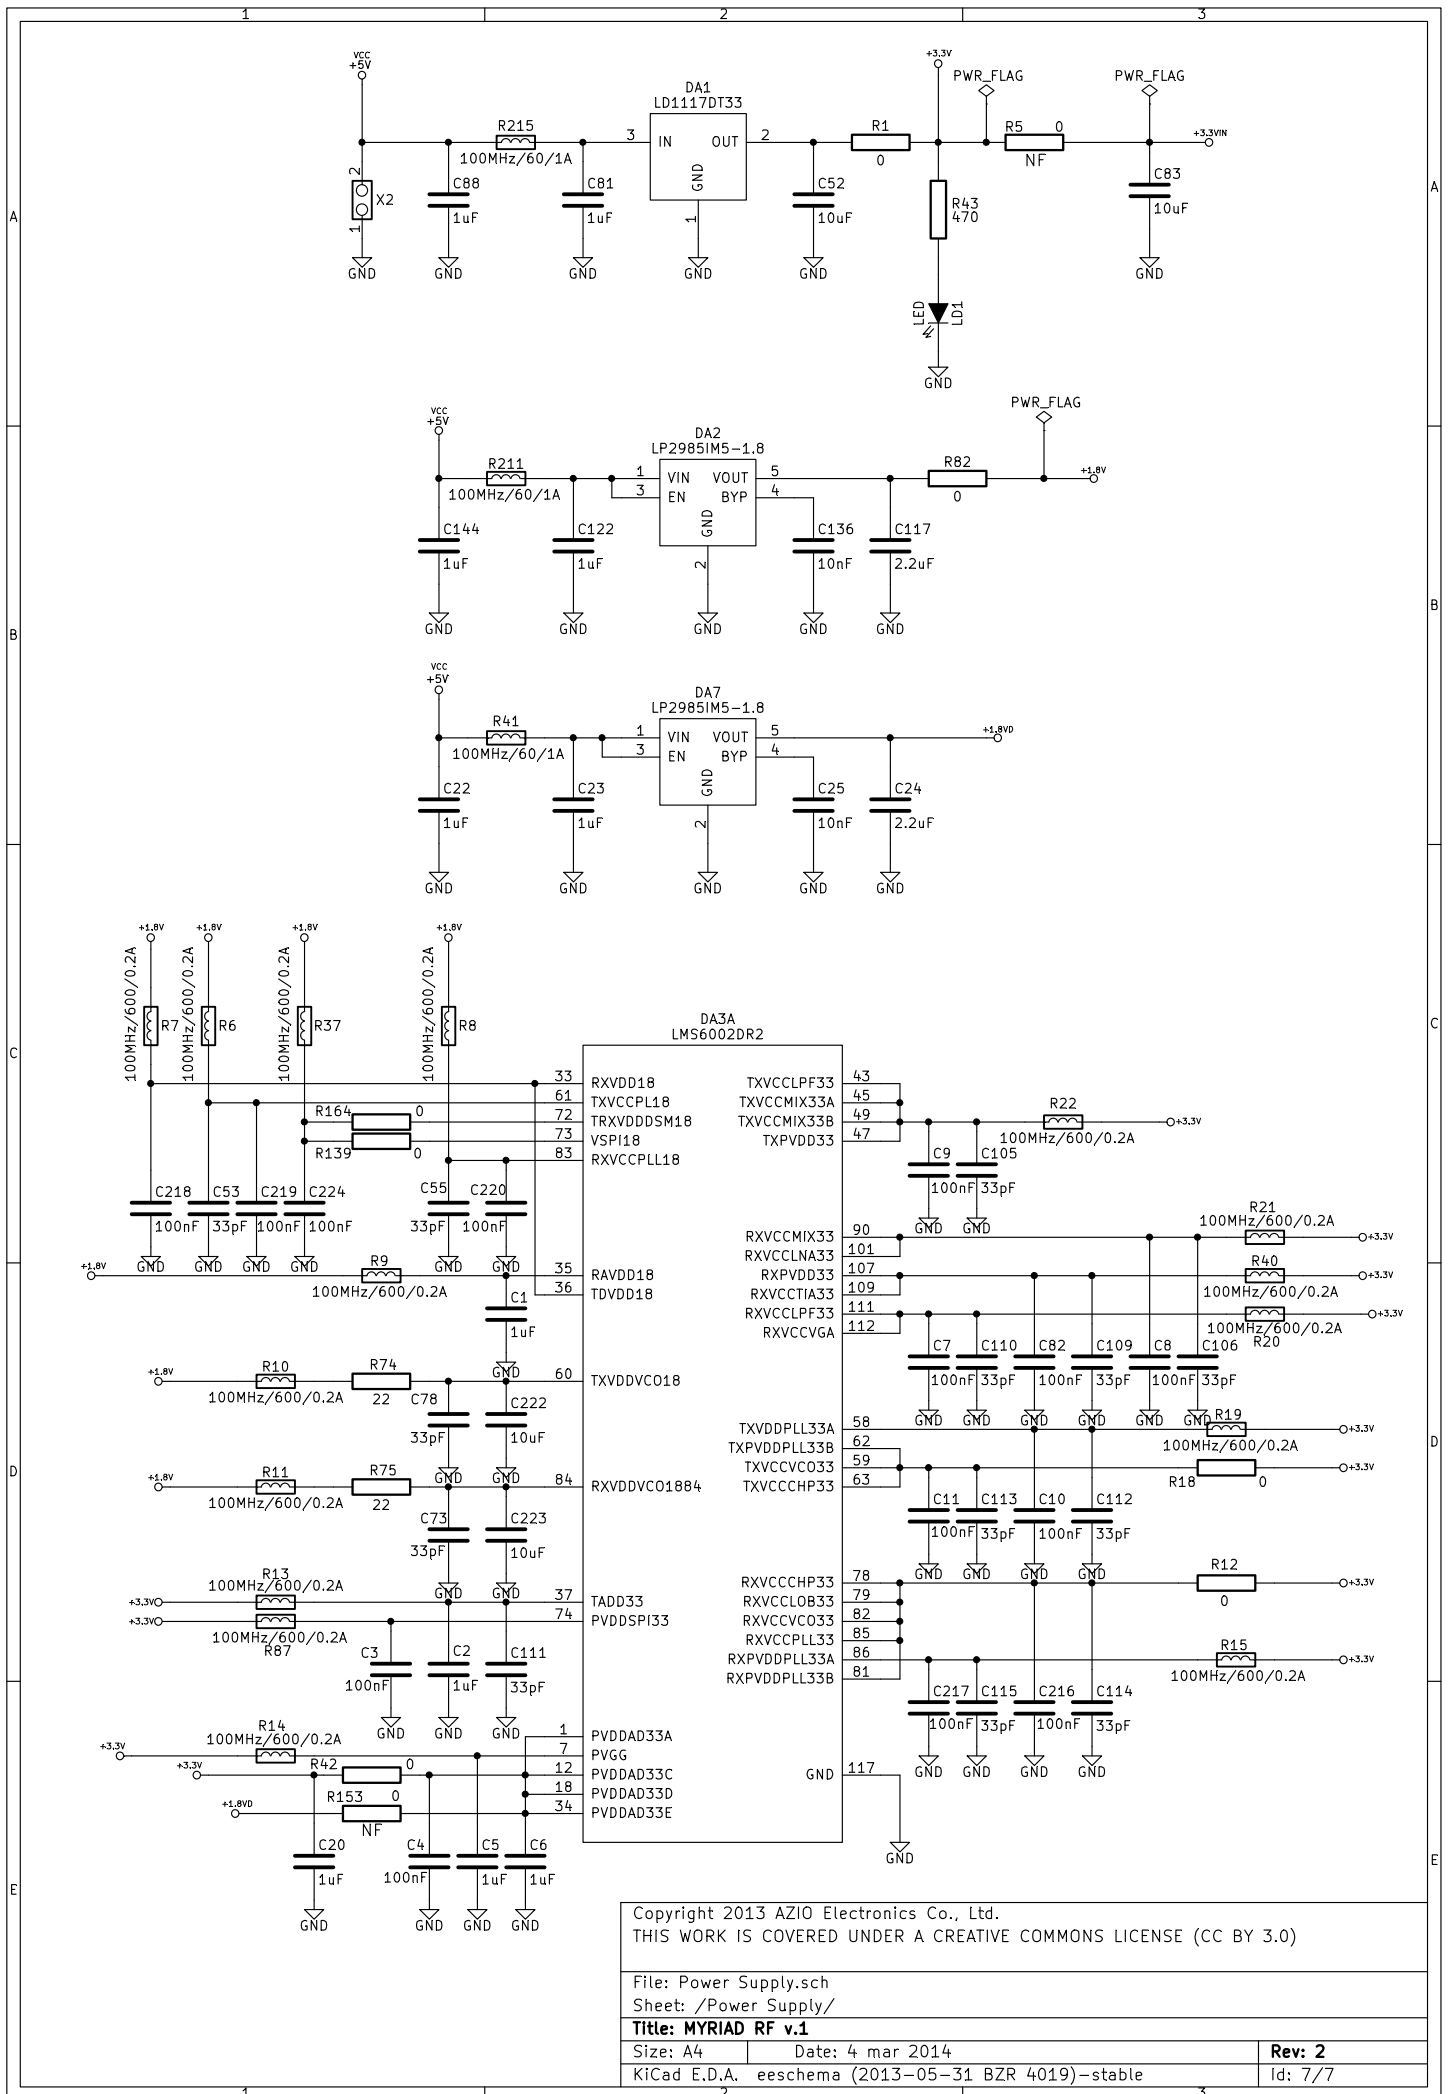 1
2
3
VCC
+5V
X2
2
1
GND
R215
100MHz/60/1A
C88
1uF
GND
C81
1uF
GND
DA1
LD1117DT33
3
IN
OUT
2
GND
1
GND
C52
10uF
GND
R1
0
+3.3V
PWR_FLAG
R43
470
LED
LD1
GND
R5
0
NF
PWR_FLAG
+3.3VIN
C83
10uF
GND
A
A
VCC
+5V
R211
100MHz/60/1A
C144
1uF
GND
C122
1uF
GND
DA2
LP2985IM5-1.8
1
VIN
3
EN
VOUT
5
BYP
4
GND
2
GND
C136
10nF
GND
C117
2.2uF
GND
R82
0
PWR_FLAG
+1.8V
B
B
VCC
+5V
R41
100MHz/60/1A
C22
1uF
GND
C23
1uF
GND
DA7
LP2985IM5-1.8
1
VIN
3
EN
VOUT
5
BYP
4
GND
2
GND
C25
10nF
GND
C24
2.2uF
GND
+1.8VD
+1.8V
+1.8V
+1.8V
+1.8V
100MHz/600/0.2A
R7
100MHz/600/0.2A
R6
100MHz/600/0.2A
R37
100MHz/600/0.2A
R8
C
C
DA3A
LMS6002DR2
33
RXVDD18
61
TXVCCPL18
R164
0
72
TRXVDDDSM18
73
VSPI18
R139
0
83
RXVCCPLL18
C218
100nF
GND
C53
33pF
GND
C219
100nF
GND
C224
100nF
GND
C55
33pF
GND
C220
100nF
GND
+1.8V
R9
100MHz/600/0.2A
35
RAVDD18
36
TDVDD18
C1
1uF
GND
+1.8V
R10
100MHz/600/0.2A
R74
22
60
TXVDDVCO18
C78
33pF
GND
C222
10uF
GND
+1.8V
R11
100MHz/600/0.2A
R75
22
84
RXVDDVCO1884
C73
33pF
GND
C223
10uF
GND
R13
100MHz/600/0.2A
+3.3V
37
TADD33
+3.3V
74
PVDDSPI33
100MHz/600/0.2A
R87
C3
100nF
GND
C2
1uF
GND
C111
33pF
GND
R14
100MHz/600/0.2A
+3.3V
1
PVDDAD33A
7
PVGG
+3.3V
R42
0
12
PVDDAD33C
18
PVDDAD33D
+1.8VD
R153
0
NF
34
PVDDAD33E
C20
1uF
GND
C4
100nF
GND
C5
1uF
GND
C6
1uF
GND
TXVCCLPF33
43
TXVCCMIX33A
45
TXVCCMIX33B
49
TXPVDD33
47
R22
100MHz/600/0.2A
+3.3V
C9
100nF
GND
C105
33pF
GND
RXVCCMIX33
90
RXVCCLNA33
101
RXPVDD33
107
RXVCCTIA33
109
RXVCCLPF33
111
RXVCCVGA
112
R21
100MHz/600/0.2A
+3.3V
R40
+3.3V
100MHz/600/0.2A
+3.3V
100MHz/600/0.2A
R20
C7
100nF
GND
C110
33pF
GND
C82
100nF
GND
C109
33pF
GND
C8
100nF
GND
C106
33pF
GND
TXVDDPLL33A
58
TXPVDDPLL33B
62
TXVCCVCO33
59
TXVCCCHP33
63
R19
100MHz/600/0.2A
+3.3V
R18
0
+3.3V
D
D
C11
100nF
GND
C113
33pF
GND
C10
100nF
GND
C112
33pF
GND
RXVCCCHP33
78
RXVCCLOB33
79
RXVCCVCO33
82
RXVCCPLL33
85
RXPVDDPLL33A
86
RXPVDDPLL33B
81
R12
0
+3.3V
R15
100MHz/600/0.2A
+3.3V
C217
100nF
GND
C115
33pF
GND
C216
100nF
GND
C114
33pF
GND
GND
117
GND
E
E
Copyright 2013 AZIO Electronics Co., Ltd.
THIS WORK IS COVERED UNDER A CREATIVE COMMONS LICENSE (CC BY 3.0)
File: Power Supply.sch
Sheet: /Power Supply/
Title: MYRIAD RF v.1
Size: A4
Date: 4 mar 2014
Rev: 2
KiCad E.D.A. eeschema (2013-05-31 BZR 4019)-stable
Id: 7/7
1
2
3